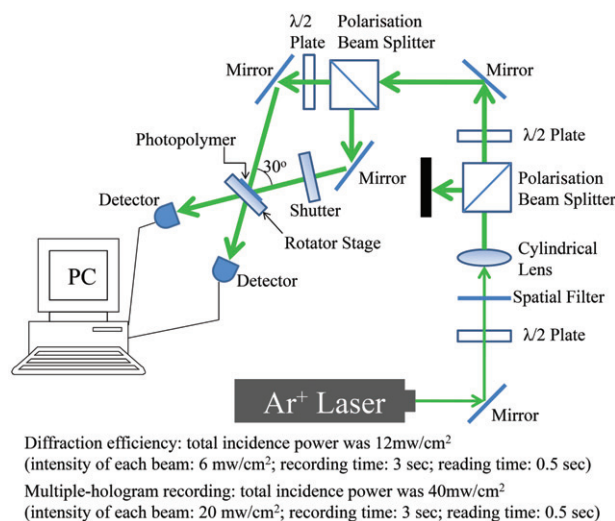 λ/2
Plate
Polarisation
Beam Splitter
Mirror
Mirror
Photopolymer
30°
λ/2 Plate
Mirror
Shutter
Detector
Rotator Stage
Polarisation
Beam Splitter
PC
Detector
Cylindrical
Lens
Spatial Filter
λ/2 Plate
Ar⁺ Laser
Mirror
Diffraction efficiency: total incidence power was 12mw/cm²
(intensity of each beam: 6 mw/cm²; recording time: 3 sec; reading time: 0.5 sec)
Multiple-hologram recording: total incidence power was 40mw/cm²
(intensity of each beam: 20 mw/cm²; recording time: 3 sec; reading time: 0.5 sec)